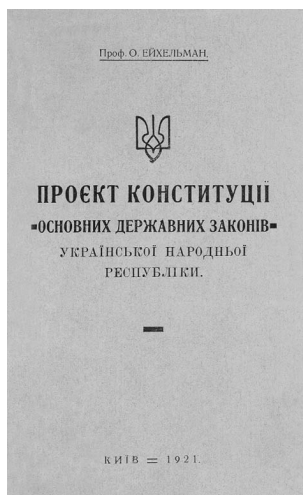 Проф. О. ЕЙХЕЛЬМАН.
ПРОЄКТ КОНСТИТУЦІЇ
=ОСНОВНИХ ДЕРЖАВНИХ ЗАКОНІВ=
УКРАЇНСЬКОЇ НАРОДНЬОЇ
РЕСПУБЛІКИ.
КИЇВ = 1921.